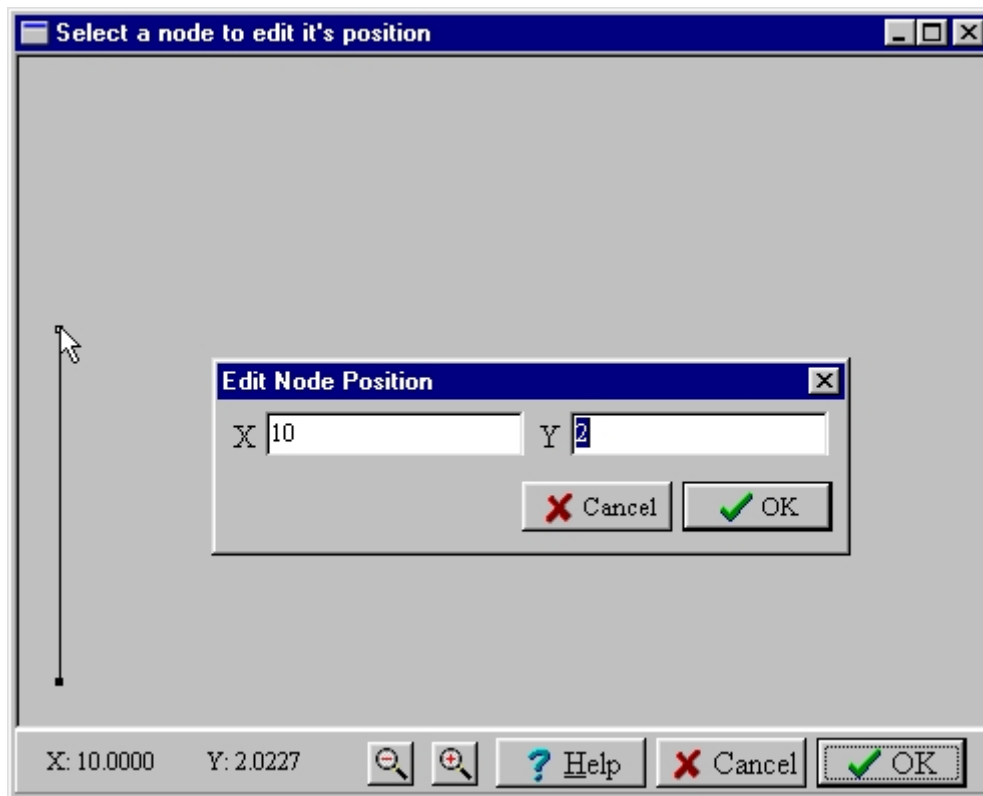 Select a node to edit it's position
Edit Node Position
X 10 Y 2
Cancel OK
X: 10.0000 Y: 2.0227 Help Cancel OK